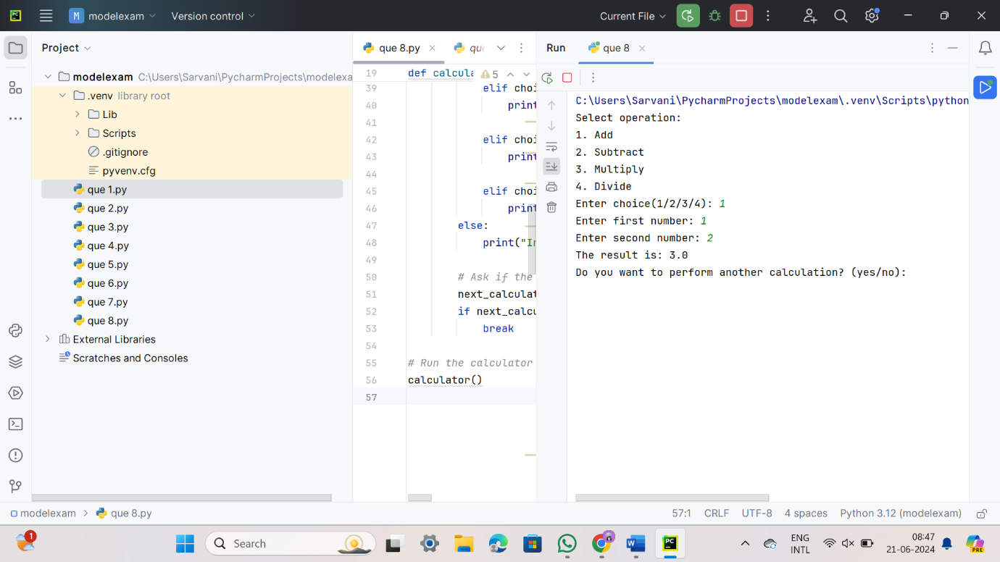 PC M modelexam Version control Current File
Project
modelexam C:\Users\Sarvani\PycharmProjects\modelexa
.venv library root
Lib
Scripts
.gitignore
pyvenv.cfg
que 1.py
que 2.py
que 3.py
que 4.py
que 5.py
que 6.py
que 7.py
que 8.py
External Libraries
Scratches and Consoles
que 8.py que
19 def calcula 5
39 elif choi
40 print
41
42 elif choi
43 print
44
45 elif choi
46 print
47 else:
48 print("In
49
50 # Ask if the
51 next_calculat
52 if next_calcu
53 break
54
55 # Run the calculator
56 calculator()
57
Run que 8
C:\Users\Sarvani\PycharmProjects\modelexam\.venv\Scripts\python
Select operation:
1. Add
2. Subtract
3. Multiply
4. Divide
Enter choice(1/2/3/4): 1
Enter first number: 1
Enter second number: 2
The result is: 3.0
Do you want to perform another calculation? (yes/no):
modelexam > que 8.py 57:1 CRLF UTF-8 4 spaces Python 3.12 (modelexam)
1 Search W PC ENG 08:47 PRE
INTL 21-06-2024